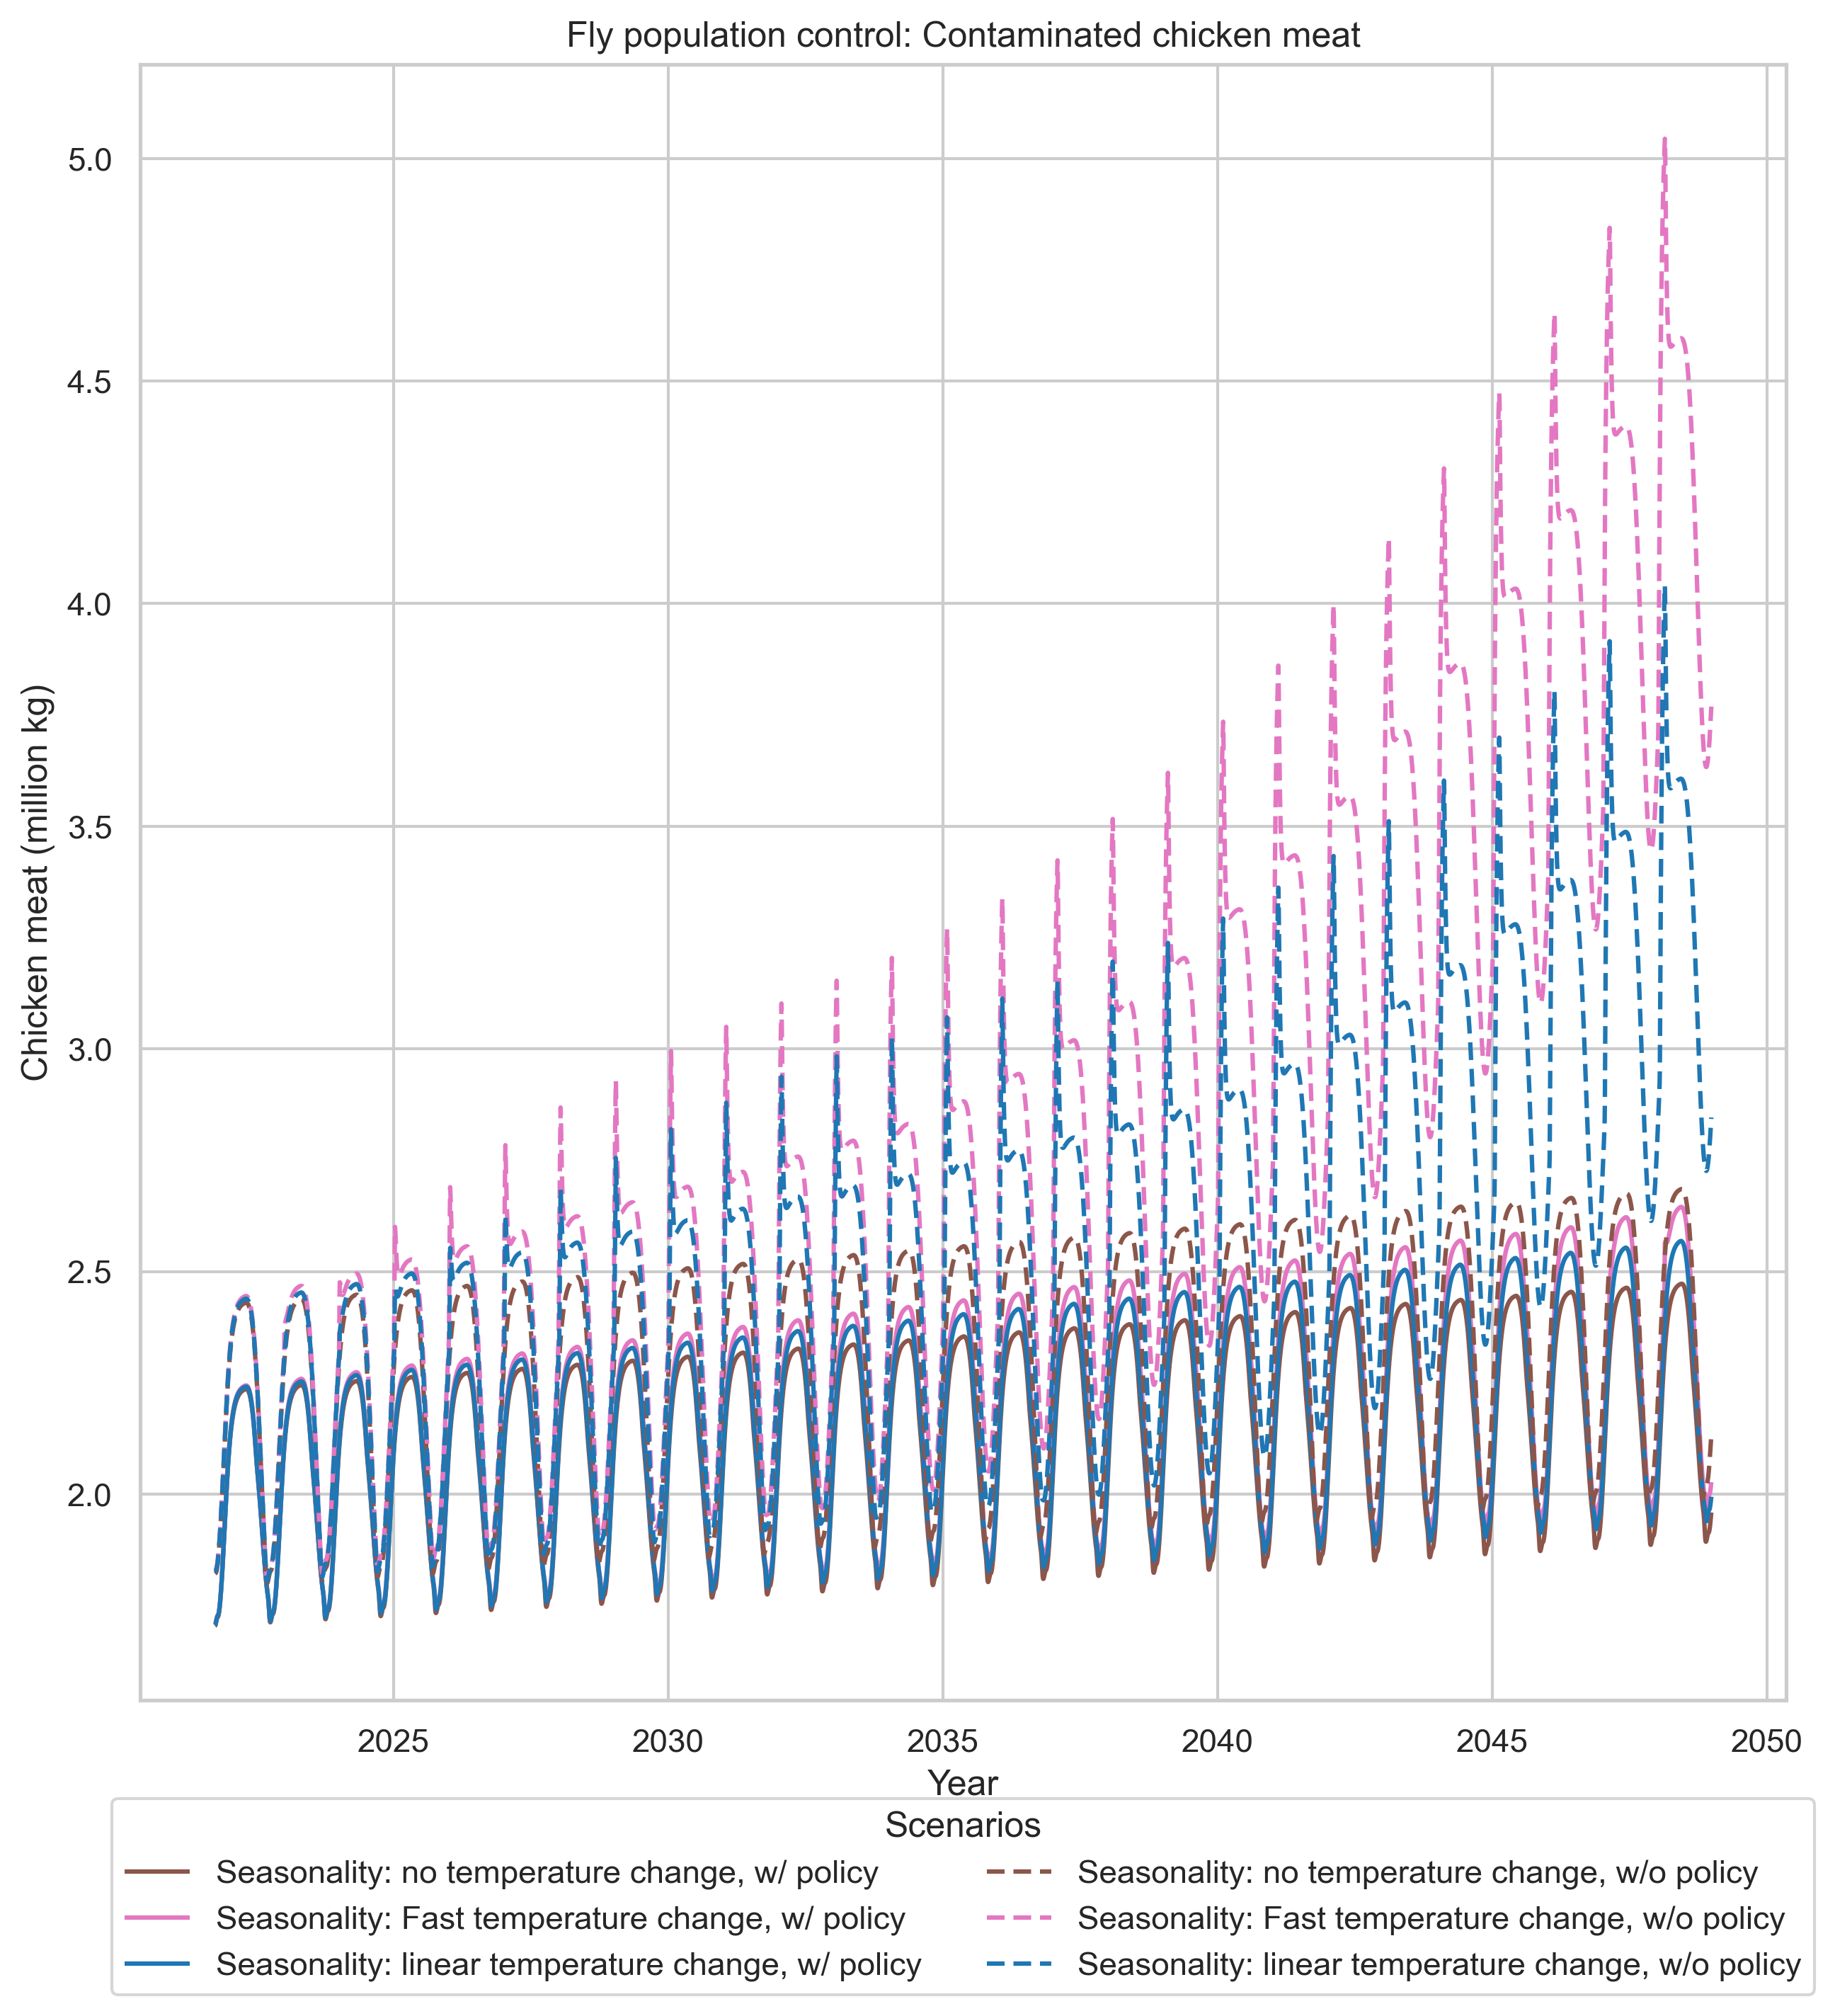 Fly population control: Contaminated chicken meat
5.0
4.5
4.0
3.5
3.0
2.5
2.0
Chicken meat (million kg)
2025 2030 2035 2040 2045 2050
Year
Scenarios
Seasonality: no temperature change, w/ policy
Seasonality: Fast temperature change, w/ policy
Seasonality: linear temperature change, w/ policy
Seasonality: no temperature change, w/o policy
Seasonality: Fast temperature change, w/o policy
Seasonality: linear temperature change, w/o policy